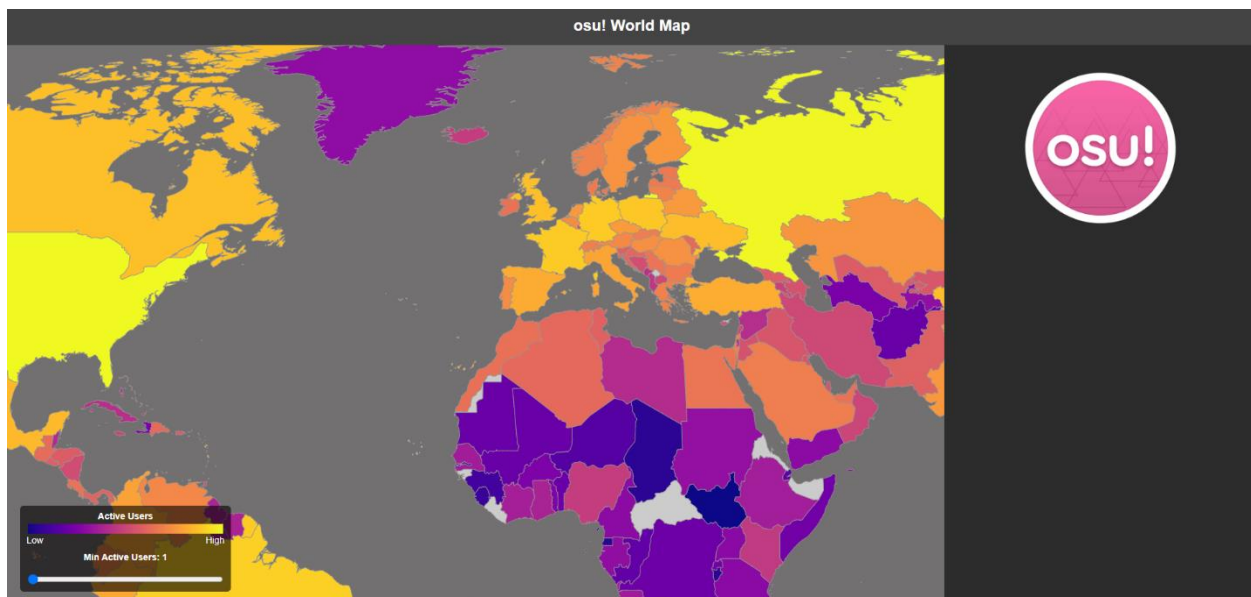 osu! World Map
osu!
Active Users
Low High
Min Active Users: 1